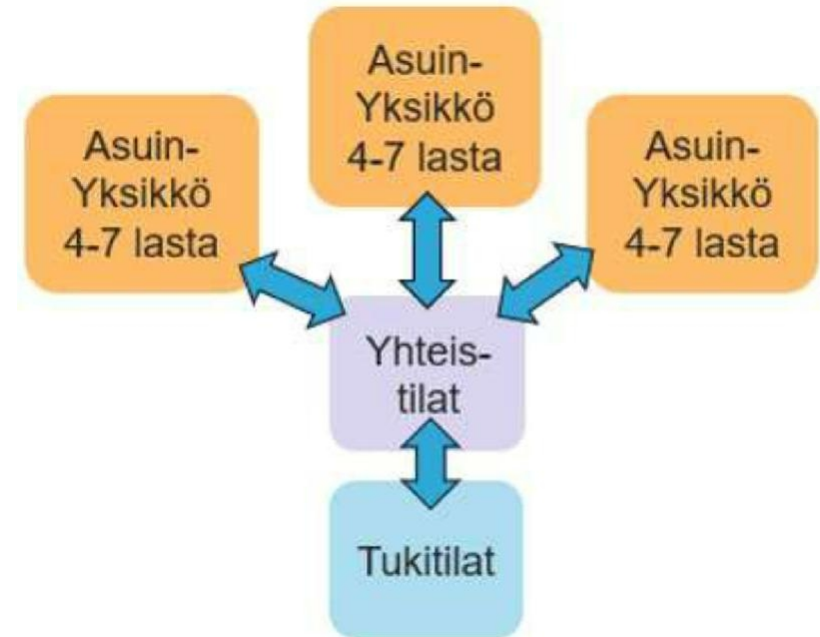 Asuin-
Yksikkö
4-7 lasta
Asuin-
Yksikkö
4-7 lasta
Asuin-
Yksikkö
4-7 lasta
Yhteis-
tilat
Tukitilat